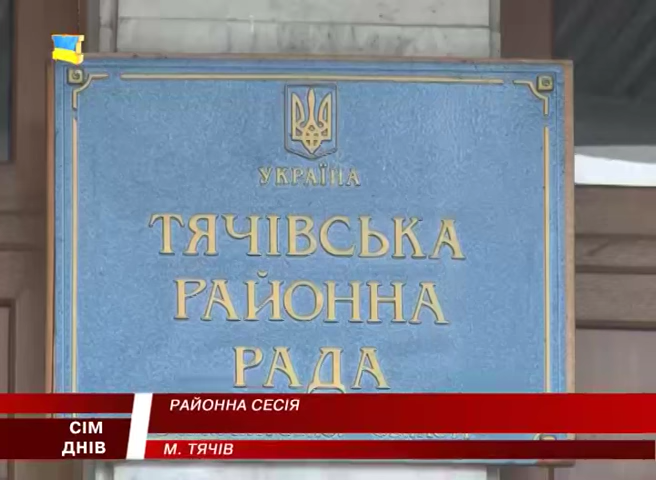 УКРАЇНА
ТЯЧІВСЬКА
РАЙОННА
РАДА
РАЙОННА СЕСІЯ
СІМ
ДНІВ
М. ТЯЧІВ